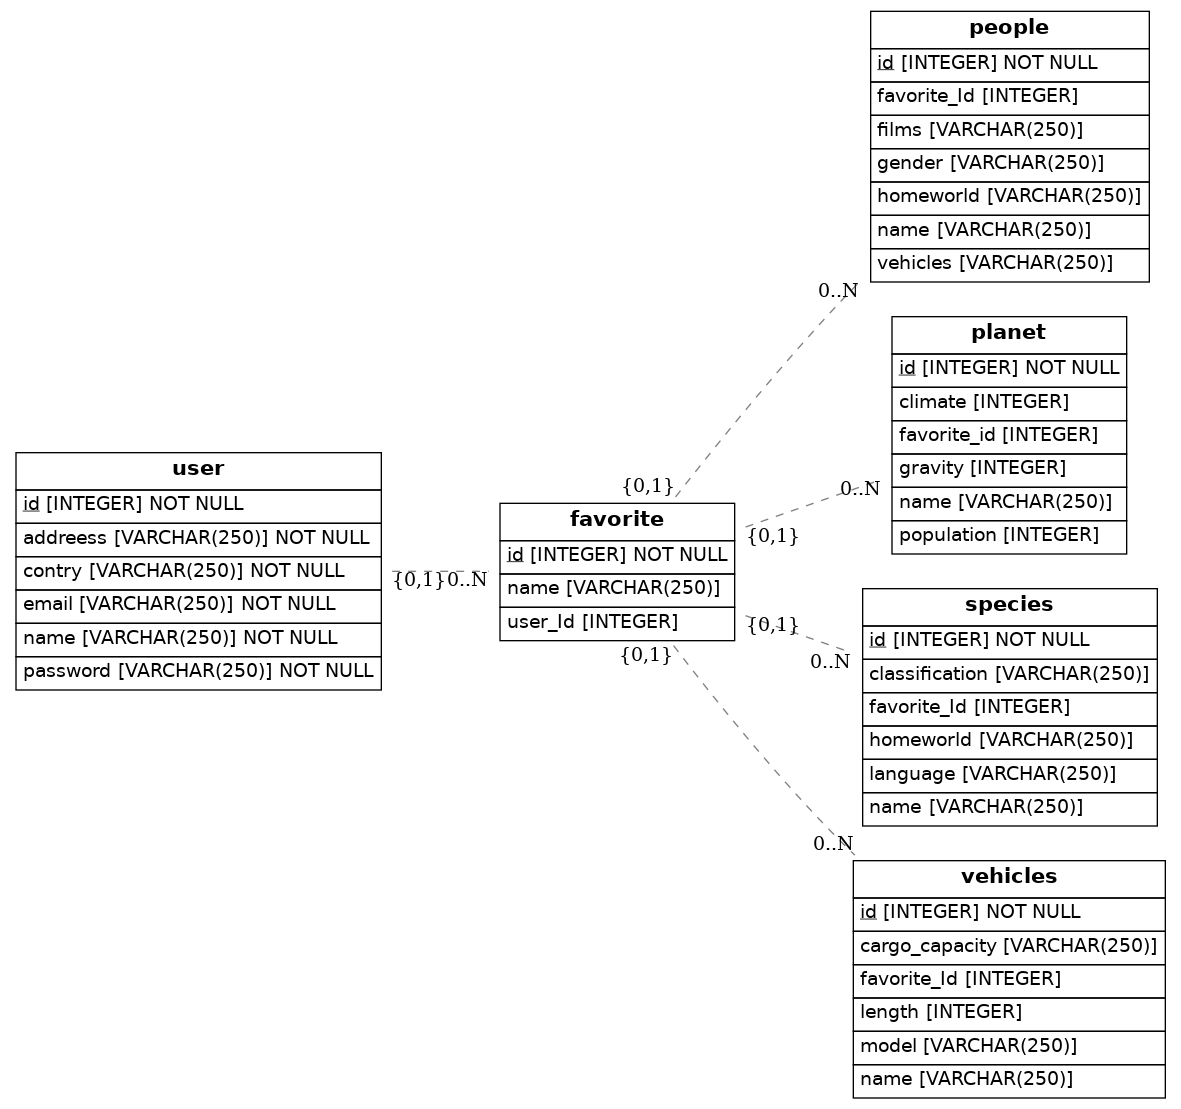 people
id [INTEGER] NOT NULL
favorite_Id [INTEGER]
films [VARCHAR(250)]
gender [VARCHAR(250)]
homeworld [VARCHAR(250)]
name [VARCHAR(250)]
vehicles [VARCHAR(250)]
0..N
{0,1}
planet
id [INTEGER] NOT NULL
climate [INTEGER]
favorite_id [INTEGER]
gravity [INTEGER]
name [VARCHAR(250)]
population [INTEGER]
0..N
{0,1}
user
id [INTEGER] NOT NULL
addreess [VARCHAR(250)] NOT NULL
contry [VARCHAR(250)] NOT NULL
email [VARCHAR(250)] NOT NULL
name [VARCHAR(250)] NOT NULL
password [VARCHAR(250)] NOT NULL
{0,1}
0..N
favorite
id [INTEGER] NOT NULL
name [VARCHAR(250)]
user_Id [INTEGER]
{0,1}
0..N
species
id [INTEGER] NOT NULL
classification [VARCHAR(250)]
favorite_Id [INTEGER]
homeworld [VARCHAR(250)]
language [VARCHAR(250)]
name [VARCHAR(250)]
{0,1}
0..N
vehicles
id [INTEGER] NOT NULL
cargo_capacity [VARCHAR(250)]
favorite_Id [INTEGER]
length [INTEGER]
model [VARCHAR(250)]
name [VARCHAR(250)]